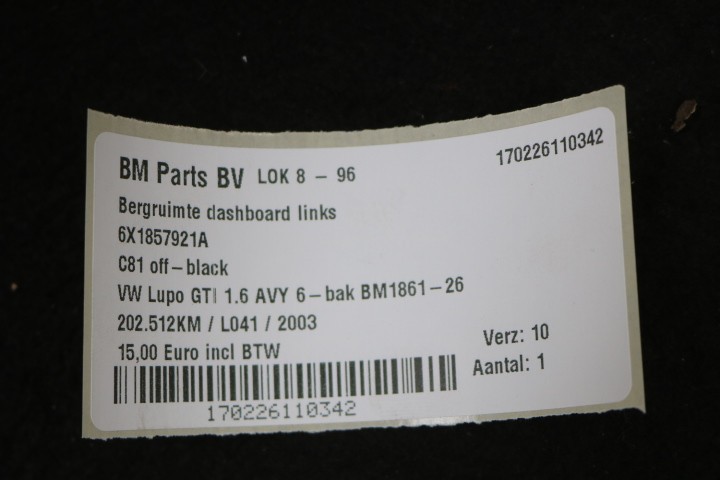 BM Parts BV LOK 8 - 96
170226110342
Bergruimte dashboard links
6X1857921A
C81 off-black
VW Lupo GTI 1.6 AVY 6-bak BM1861-26
202.512KM / L041 / 2003
15,00 Euro incl BTW
Verz: 10
Aantal: 1
170226110342